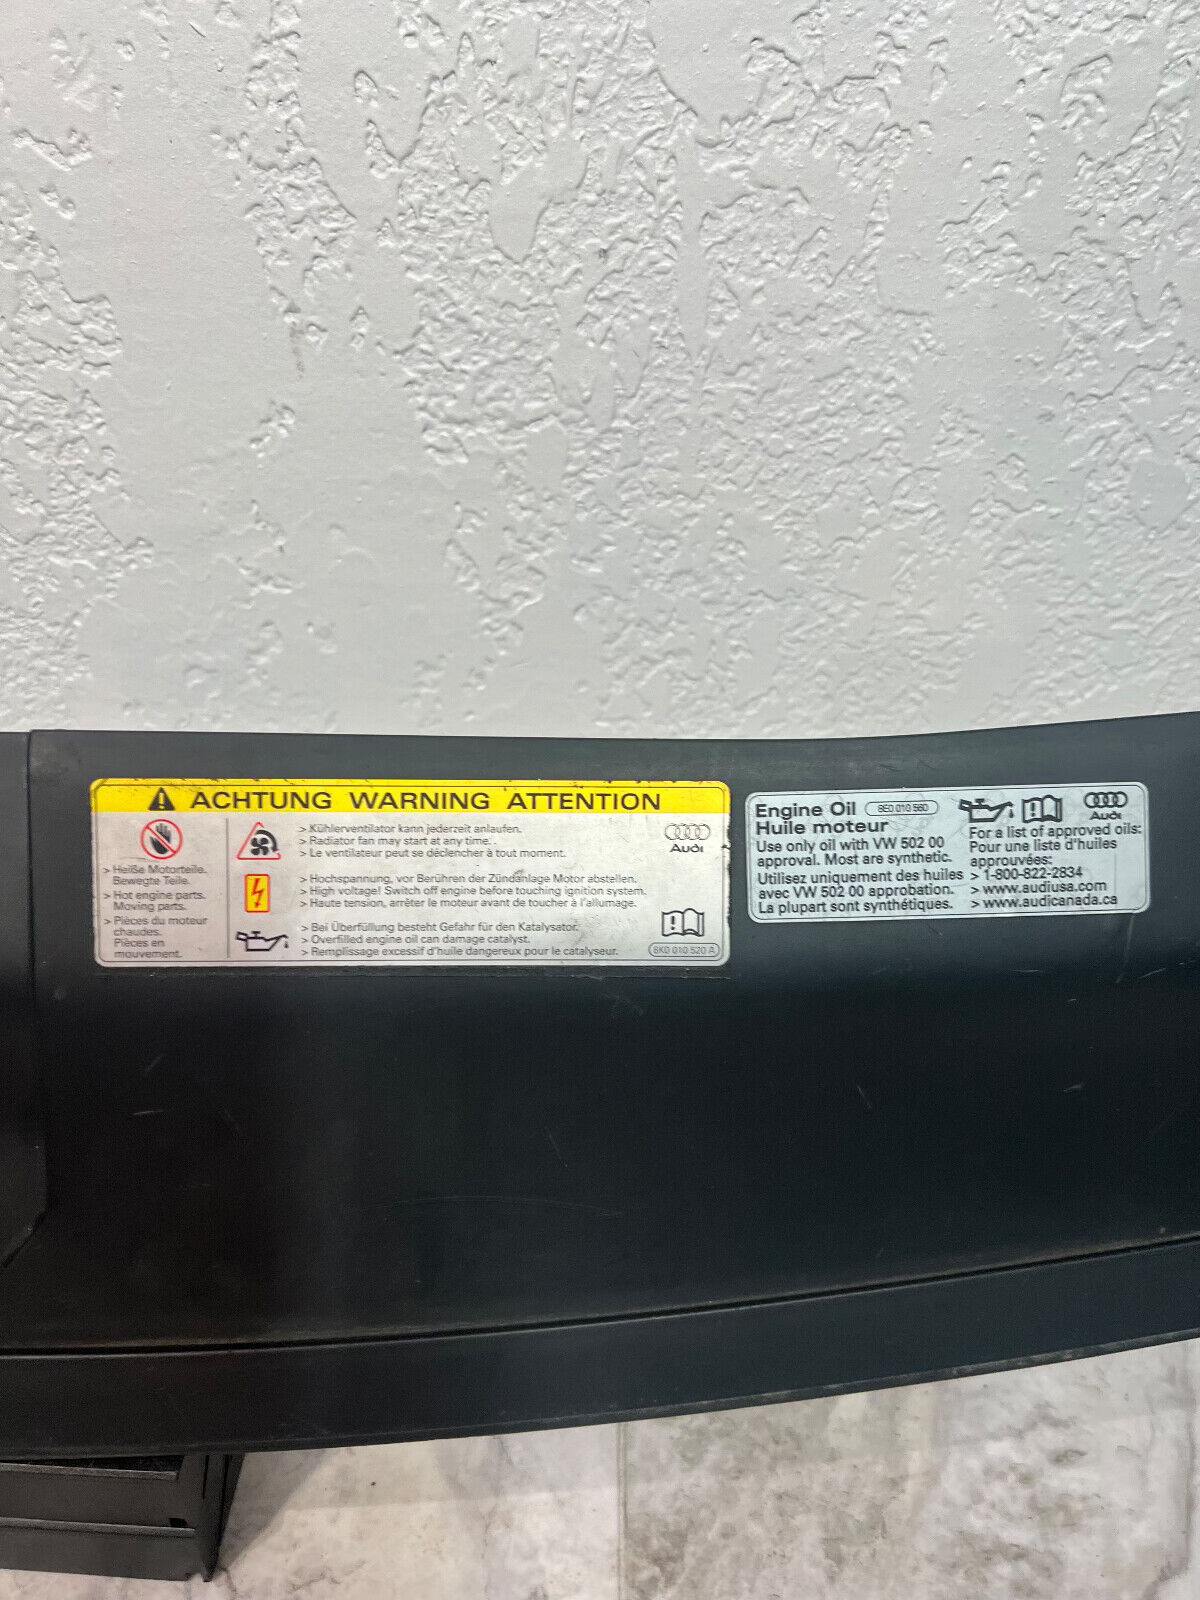 ACHTUNG WARNING ATTENTION
> Heiße Motorteile.
Bewegte Teile.
> Hot engine parts.
Moving parts.
> Pièces du moteur
chaudes.
Pièces en
mouvement.
> Kühlerventilator kann jederzeit anlaufen.
> Radiator fan may start at any time.
> Le ventilateur peut se déclencher à tout moment.
> Hochspannung, vor Berühren der Zündanlage Motor abstellen.
> High voltage! Switch off engine before touching ignition system.
> Haute tension, arrêter le moteur avant de toucher à l'allumage.
> Bei Überfüllung besteht Gefahr für den Katalysator.
> Overfilled engine oil can damage catalyst.
> Remplissage excessif d'huile dangereux pour le catalyseur.
Audi
8K0 010 520 A
Engine Oil 8E0 010 560
Huile moteur
Use only oil with VW 502 00
approval. Most are synthetic.
Utilisez uniquement des huiles
avec VW 502 00 approbation.
La plupart sont synthétiques.
Audi
For a list of approved oils:
Pour une liste d'huiles
approuvées:
> 1-800-822-2834
> www.audiusa.com
> www.audicanada.ca